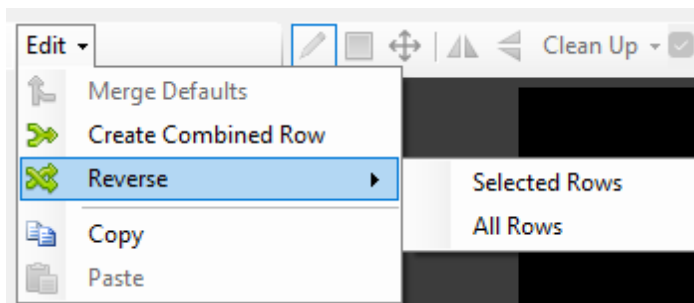 Edit Clean Up
Merge Defaults
Create Combined Row
Reverse Selected Rows
All Rows
Copy
Paste